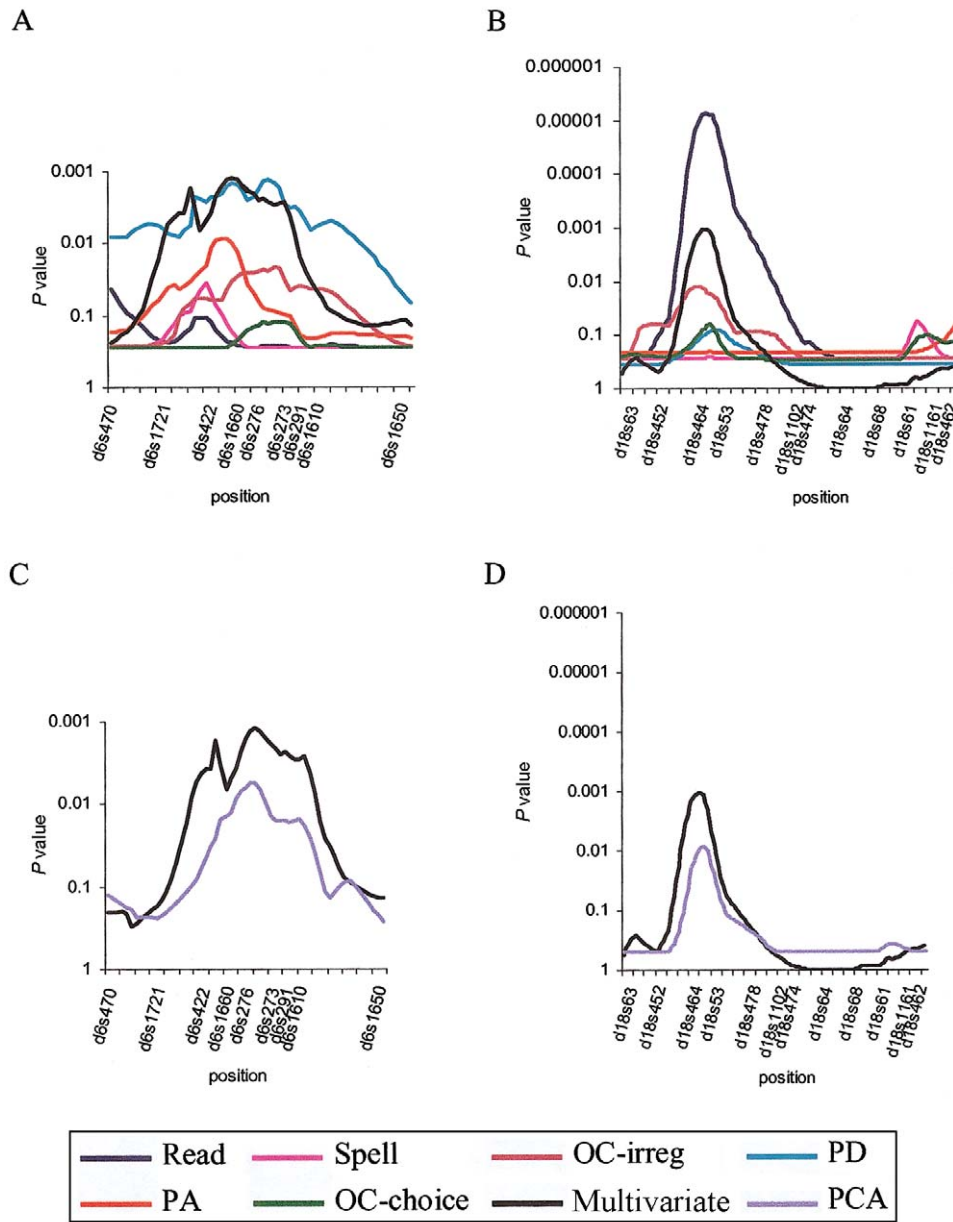 A
P value
0.001
0.01
0.1
1
d6s470
d6s1721
d6s422
d6s1660
d6s276
d6s273
d6s291
d6s1610
d6s1650
position
B
P value
0.000001
0.00001
0.0001
0.001
0.01
0.1
1
d18s63
d18s452
d18s464
d18s53
d18s478
d18s1102
d18s474
d18s64
d18s68
d18s61
d18s1161
d18s462
position
C
P value
0.001
0.01
0.1
1
d6s470
d6s1721
d6s422
d6s1660
d6s276
d6s273
d6s291
d6s1610
d6s1650
position
D
P value
0.000001
0.00001
0.0001
0.001
0.01
0.1
1
d18s63
d18s452
d18s464
d18s53
d18s478
d18s1102
d18s474
d18s64
d18s68
d18s61
d18s1161
d18s462
position
Read Spell OC-irreg PD
PA OC-choice Multivariate PCA